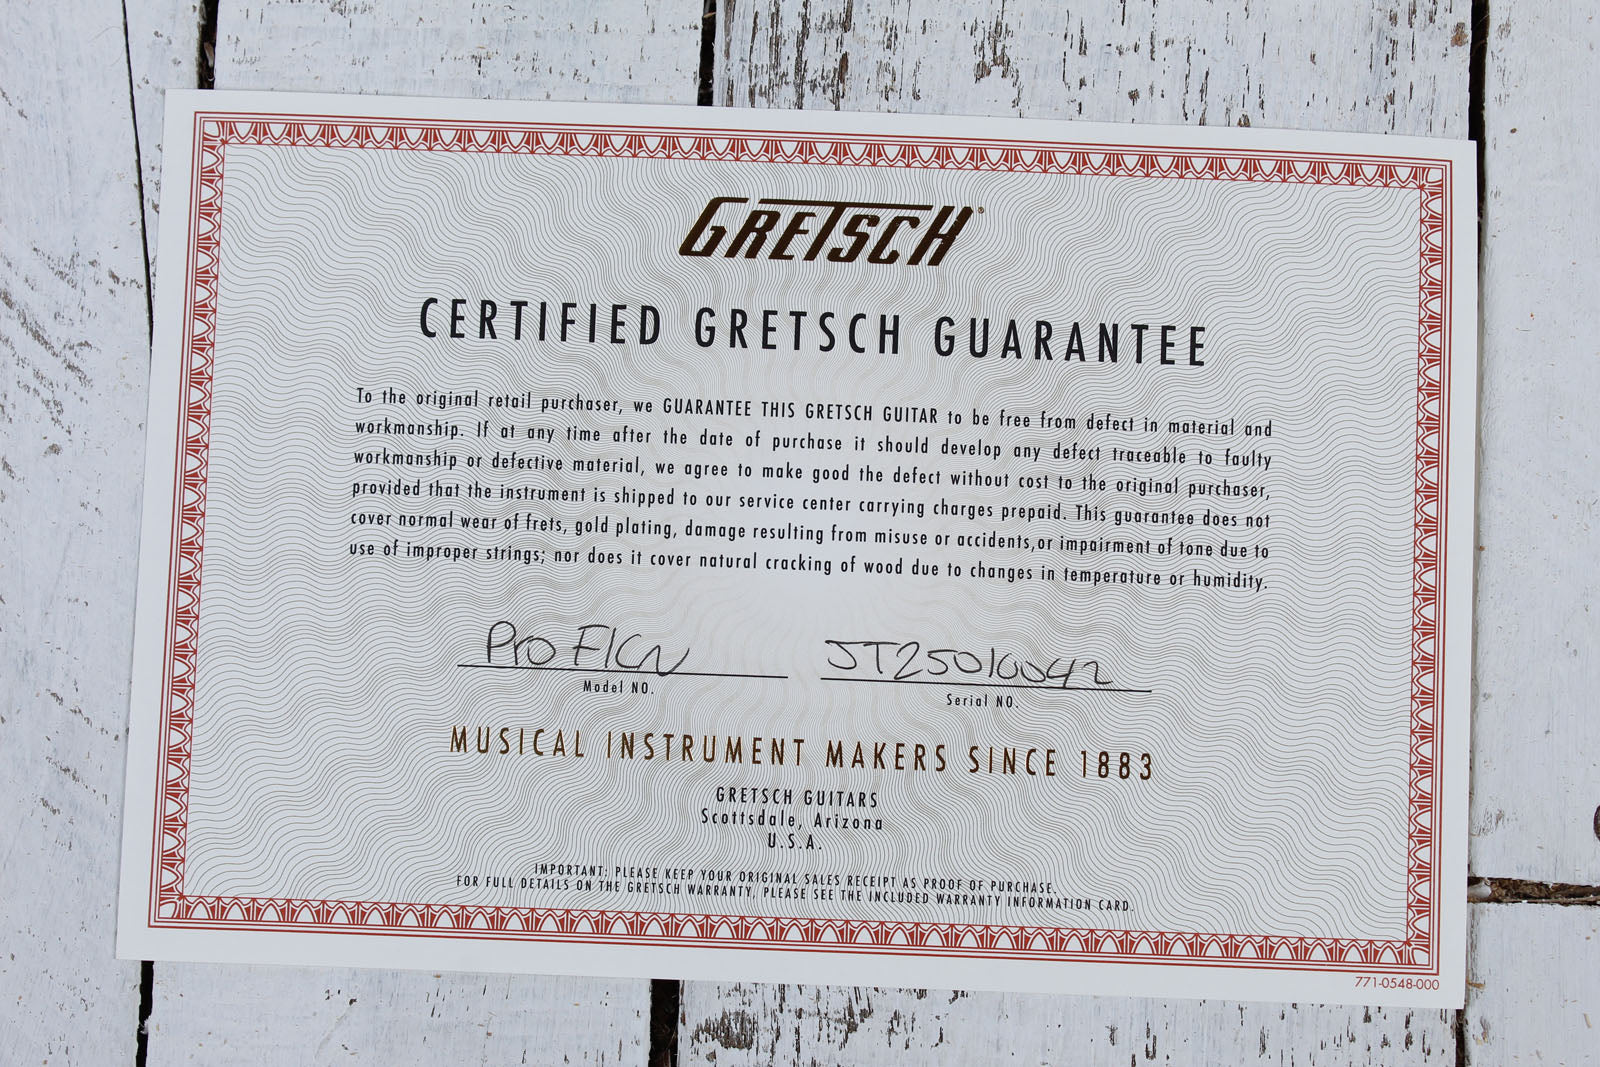 GRETSCH®
CERTIFIED GRETSCH GUARANTEE
To the original retail purchaser, we GUARANTEE THIS GRETSCH GUITAR to be free from defect in material and
workmanship. If at any time after the date of purchase it should develop any defect traceable to faulty
workmanship or defective material, we agree to make good the defect without cost to the original purchaser,
provided that the instrument is shipped to our service center carrying charges prepaid. This guarantee does not
cover normal wear of frets, gold plating, damage resulting from misuse or accidents,or impairment of tone due to
use of improper strings; nor does it cover natural cracking of wood due to changes in temperature or humidity.
Pro FlCN JT25010042
Model NO. Serial NO.
MUSICAL INSTRUMENT MAKERS SINCE 1883
GRETSCH GUITARS
Scottsdale, Arizona
U.S.A.
IMPORTANT: PLEASE KEEP YOUR ORIGINAL SALES RECEIPT AS PROOF OF PURCHASE.
FOR FULL DETAILS ON THE GRETSCH WARRANTY, PLEASE SEE THE INCLUDED WARRANTY INFORMATION CARD.
771-0548-000